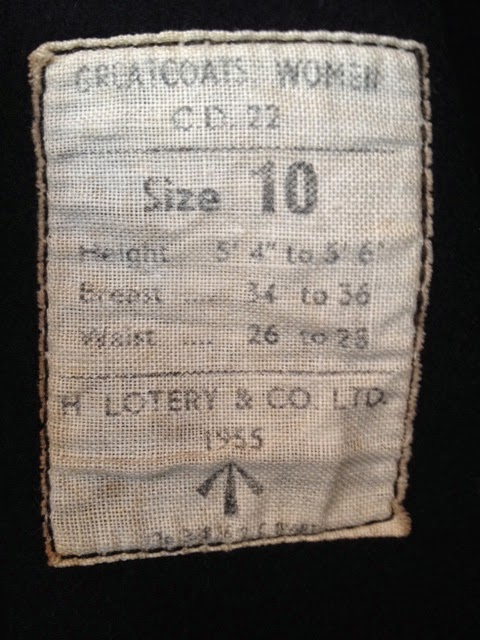 GREATCOATS, WOMEN
C.D. 22
Size 10
Height 5' 4" to 5' 6'
Breast .... 34 to 36
Waist .... 26 to 28
H LOTERY & CO. LTD.
1955